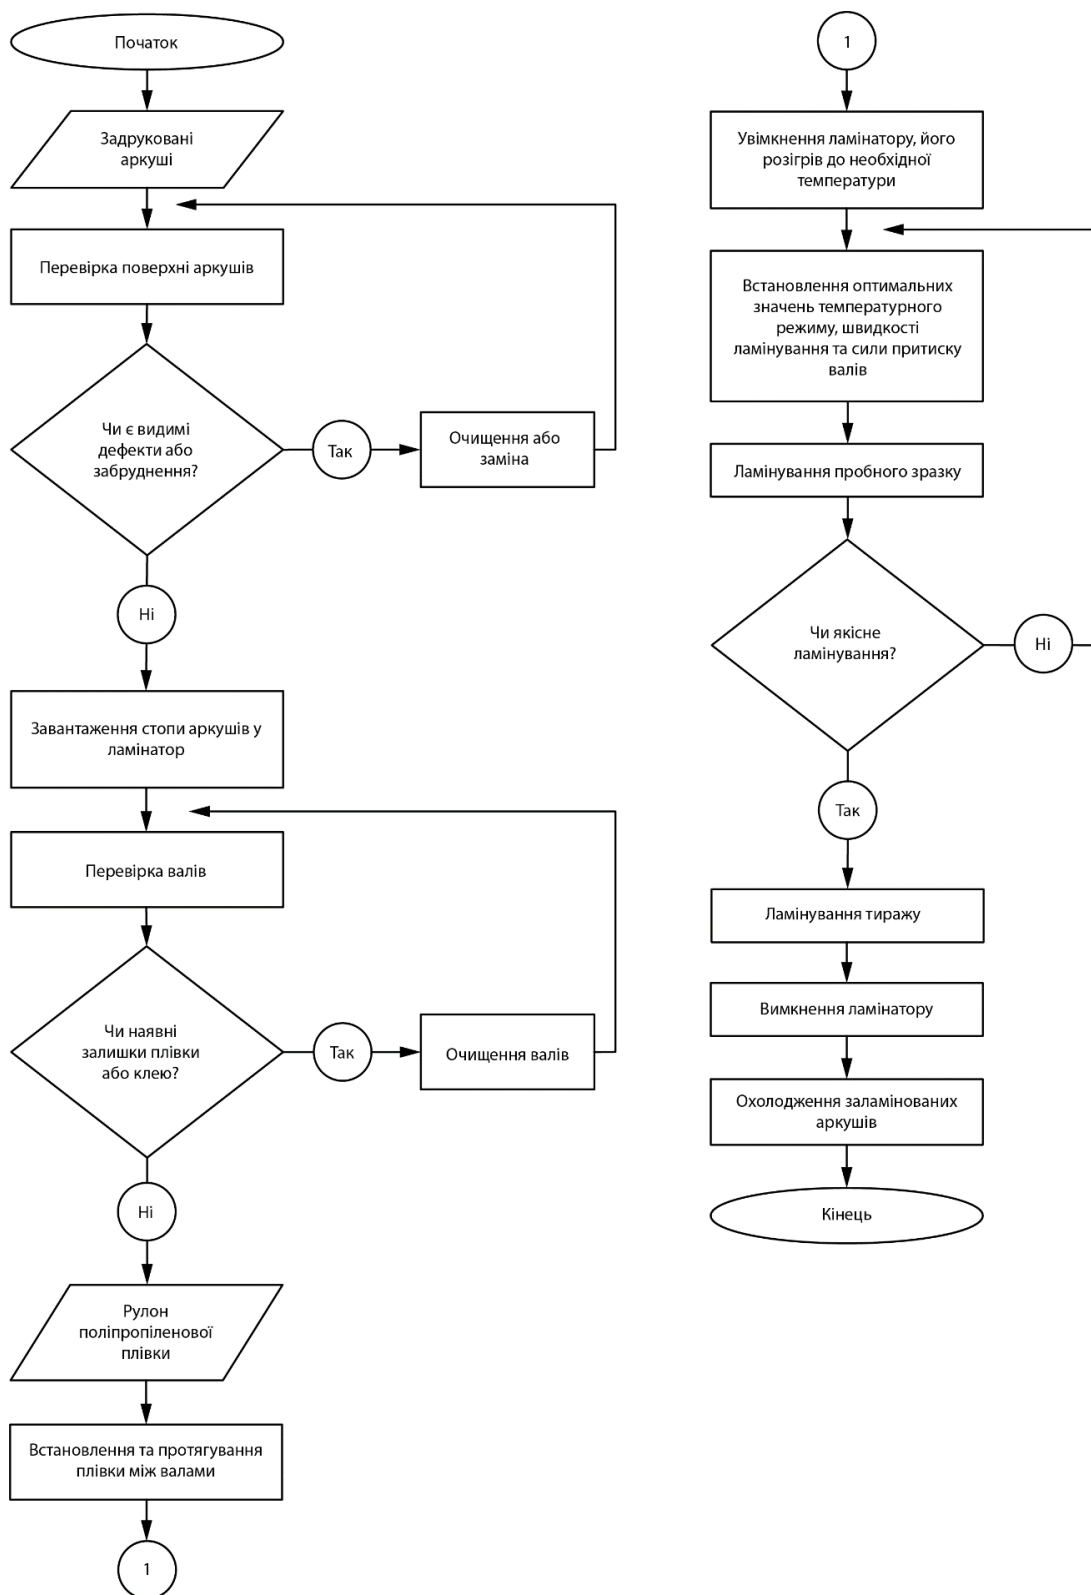 Початок
Задруковані
аркуші
Перевірка поверхні аркушів
Чи є видимі
дефекти або
забруднення?
Так
Очищення або
заміна
Ні
Завантаження стопи аркушів у
ламінатор
Перевірка валів
Чи наявні
залишки плівки
або клею?
Так
Очищення валів
Ні
Рулон
поліпропіленової
плівки
Встановлення та протягування
плівки між валами
1
1
Увімкнення ламінатору, його
розігрів до необхідної
температури
Встановлення оптимальних
значень температурного
режиму, швидкості
ламінування та сили притиску
валів
Ламінування пробного зразку
Чи якісне
ламінування?
Ні
Так
Ламінування тиражу
Вимкнення ламінатору
Охолодження заламінованих
аркушів
Кінець